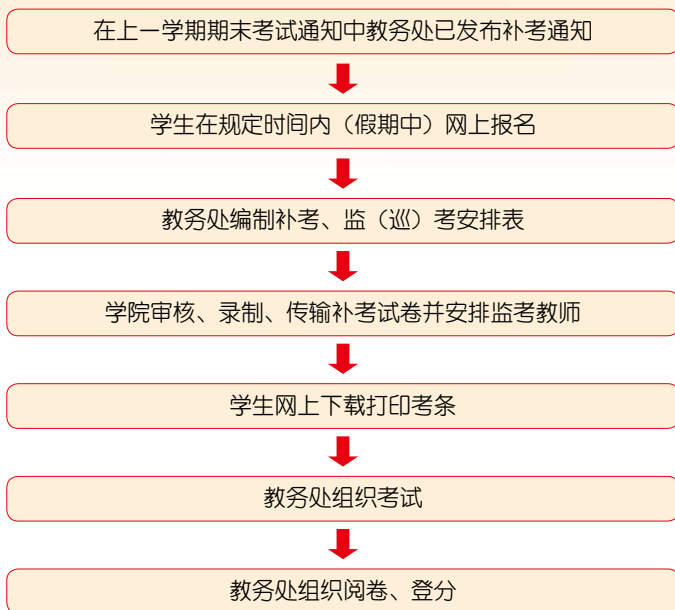 在上一学期期末考试通知中教务处已发布补考通知
学生在规定时间内（假期中）网上报名
教务处编制补考、监（巡）考安排表
学院审核、录制、传输补考试卷并安排监考教师
学生网上下载打印考条
教务处组织考试
教务处组织阅卷、登分